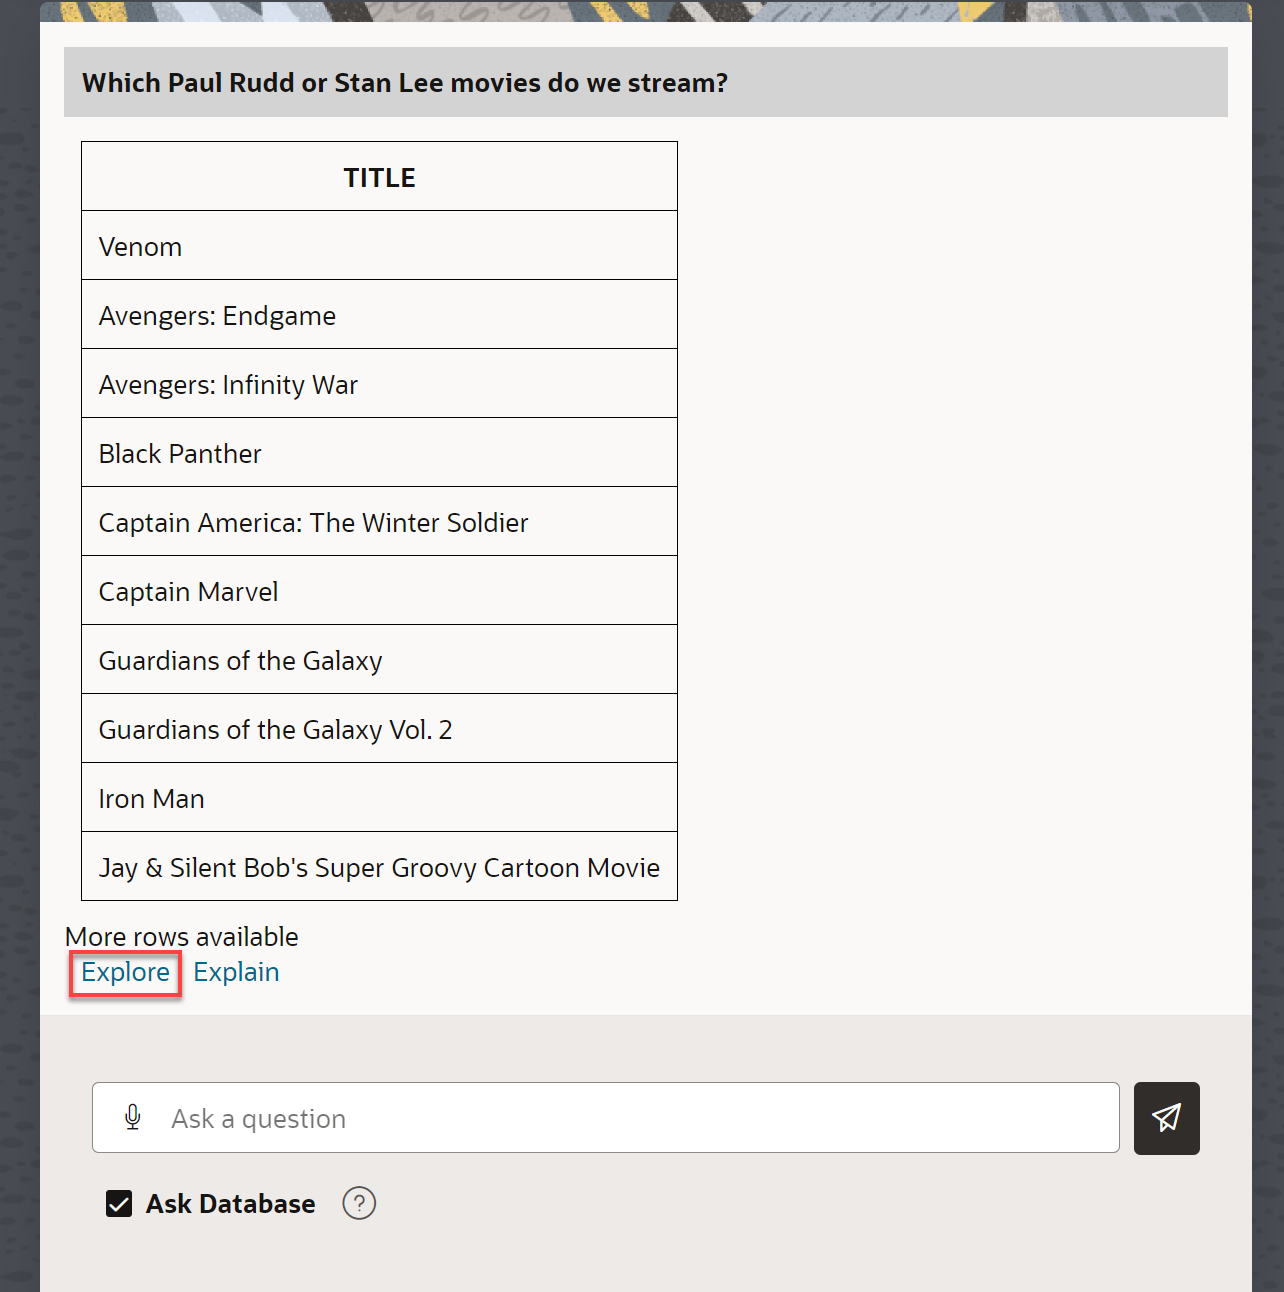 Which Paul Rudd or Stan Lee movies do we stream?
TITLE
Venom
Avengers: Endgame
Avengers: Infinity War
Black Panther
Captain America: The Winter Soldier
Captain Marvel
Guardians of the Galaxy
Guardians of the Galaxy Vol. 2
Iron Man
Jay & Silent Bob's Super Groovy Cartoon Movie
More rows available
Explore Explain
Ask a question
Ask Database ?